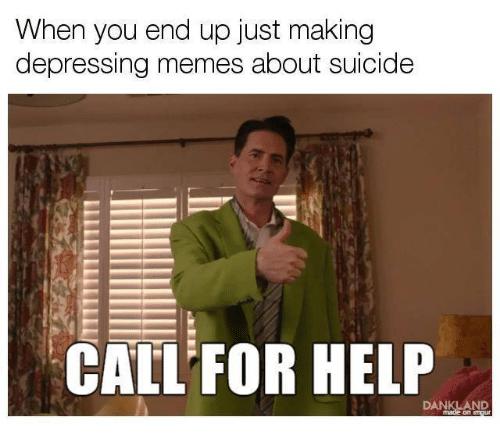 When you end up just making
depressing memes about suicide
CALL FOR HELP
DANKLAND
made on imgur